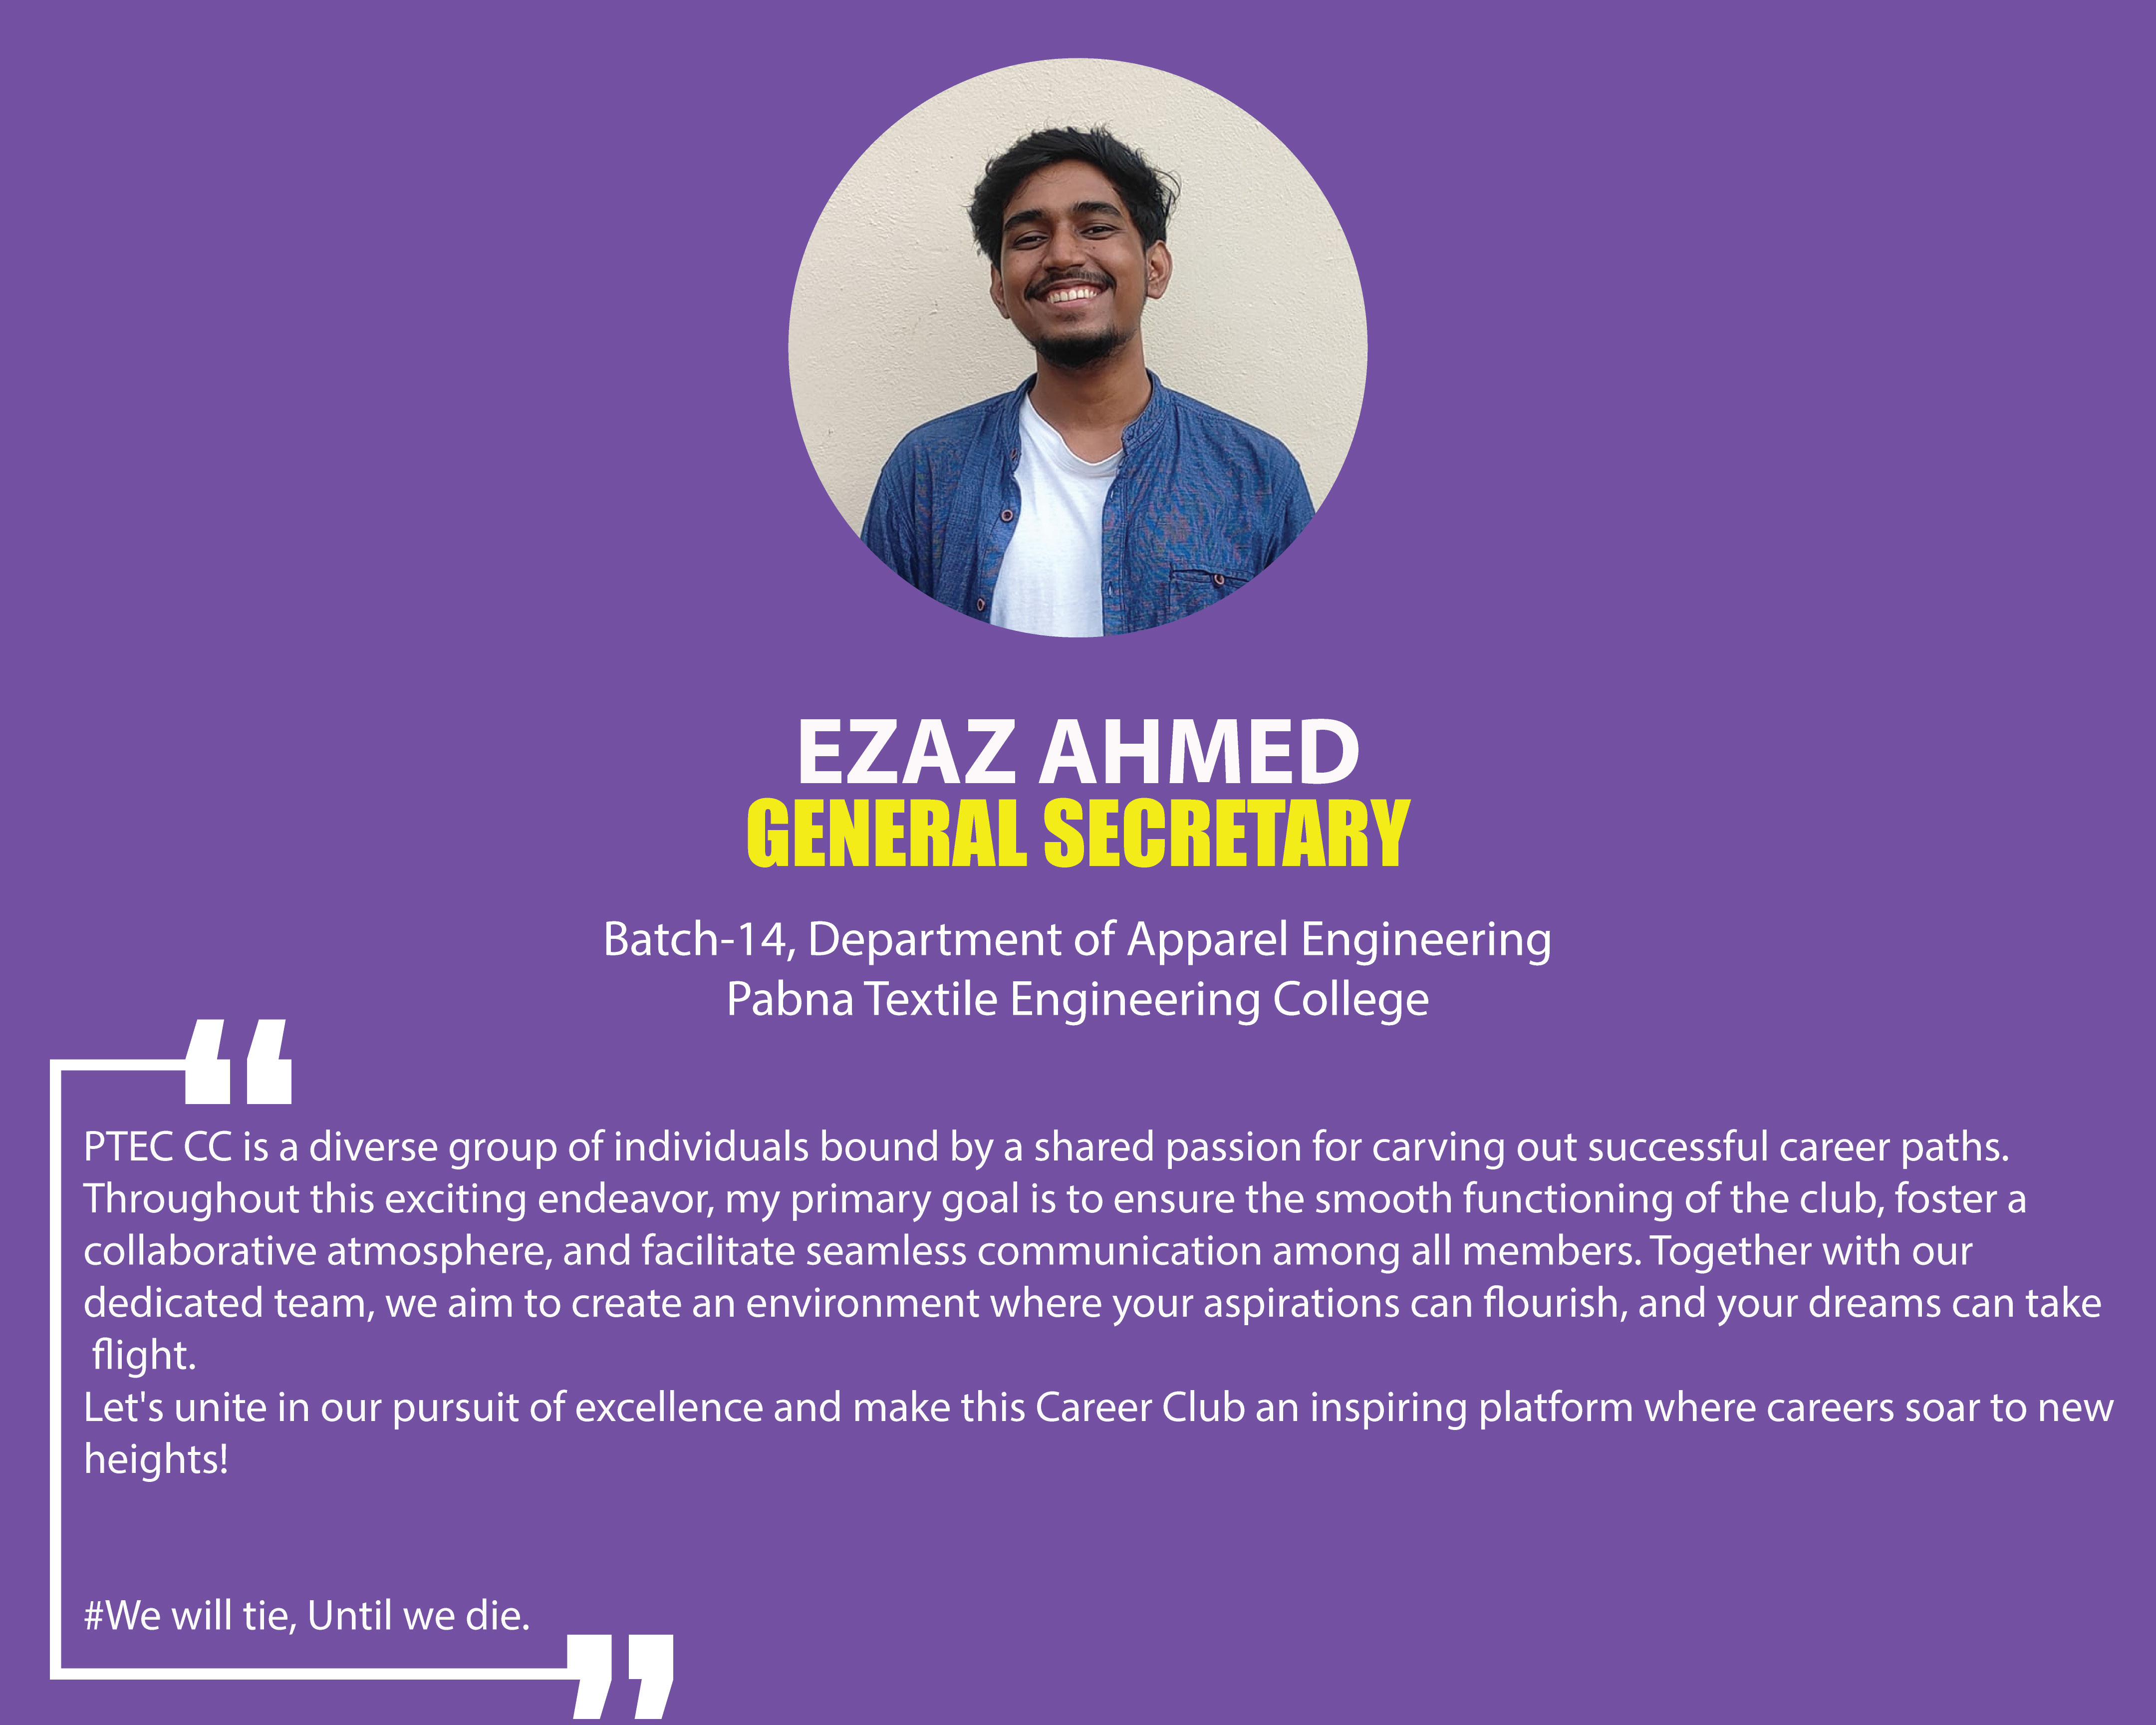 EZAZ AHMED
GENERAL SECRETARY
Batch-14, Department of Apparel Engineering
Pabna Textile Engineering College
“
PTEC CC is a diverse group of individuals bound by a shared passion for carving out successful career paths.
Throughout this exciting endeavor, my primary goal is to ensure the smooth functioning of the club, foster a
collaborative atmosphere, and facilitate seamless communication among all members. Together with our
dedicated team, we aim to create an environment where your aspirations can flourish, and your dreams can take
flight.
Let's unite in our pursuit of excellence and make this Career Club an inspiring platform where careers soar to new
heights!
#We will tie, Until we die.
”